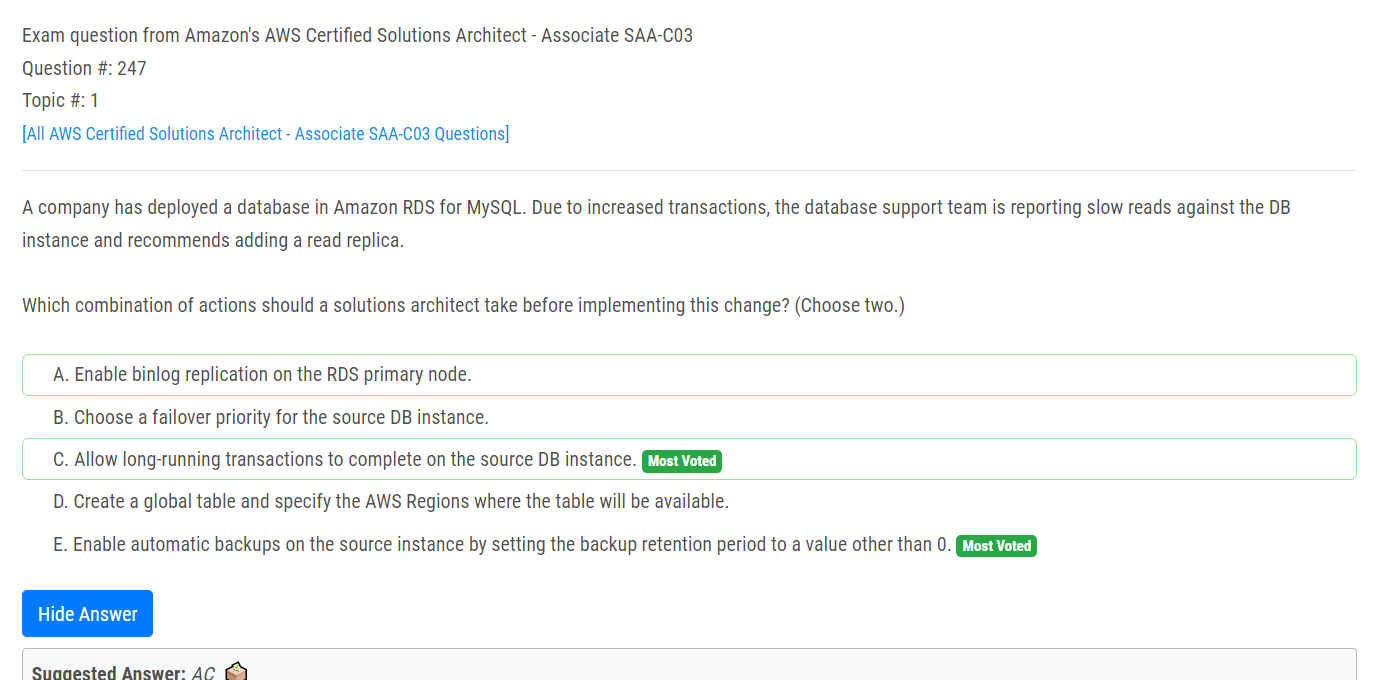 Exam question from Amazon's AWS Certified Solutions Architect - Associate SAA-C03
Question #: 247
Topic #: 1
[All AWS Certified Solutions Architect - Associate SAA-C03 Questions]
A company has deployed a database in Amazon RDS for MySQL. Due to increased transactions, the database support team is reporting slow reads against the DB
instance and recommends adding a read replica.
Which combination of actions should a solutions architect take before implementing this change? (Choose two.)
A. Enable binlog replication on the RDS primary node.
B. Choose a failover priority for the source DB instance.
C. Allow long-running transactions to complete on the source DB instance. Most Voted
D. Create a global table and specify the AWS Regions where the table will be available.
E. Enable automatic backups on the source instance by setting the backup retention period to a value other than 0. Most Voted
Hide Answer
Suggested Answer: AC